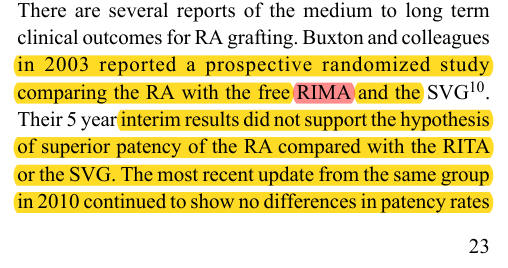 There are several reports of the medium to long term
clinical outcomes for RA grafting. Buxton and colleagues
in 2003 reported a prospective randomized study
comparing the RA with the free RIMA and the SVG10.
Their 5 year interim results did not support the hypothesis
of superior patency of the RA compared with the RITA
or the SVG. The most recent update from the same group
in 2010 continued to show no differences in patency rates
23